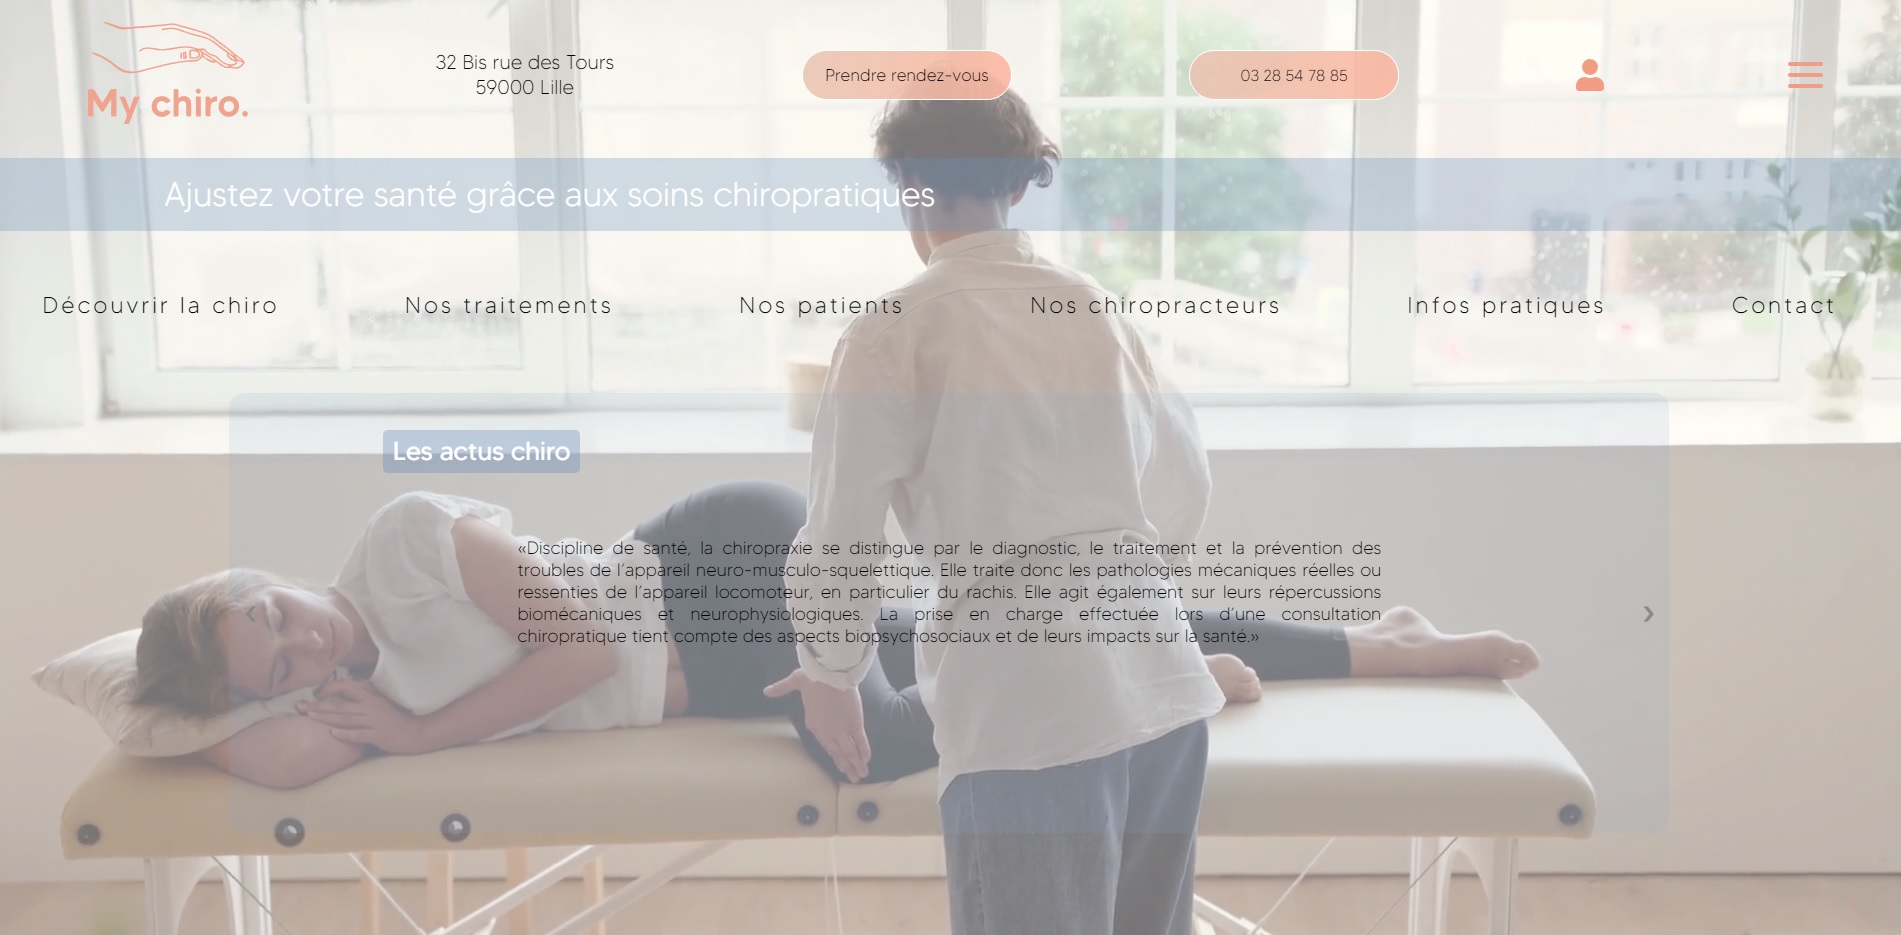 My chiro.
32 Bis rue des Tours
59000 Lille
Prendre rendez-vous
03 28 54 78 85
Ajustez votre santé grâce aux soins chiropratiques
Découvrir la chiro
Nos traitements
Nos patients
Nos chiropracteurs
Infos pratiques
Contact
Les actus chiro
«Discipline de santé, la chiropraxie se distingue par le diagnostic, le traitement et la prévention des
troubles de l'appareil neuro-musculo-squelettique. Elle traite donc les pathologies mécaniques réelles ou
ressenties de l'appareil locomoteur, en particulier du rachis. Elle agit également sur leurs répercussions
biomécaniques et neurophysiologiques. La prise en charge effectuée lors d'une consultation
chiropratique tient compte des aspects biopsychosociaux et de leurs impacts sur la santé.»